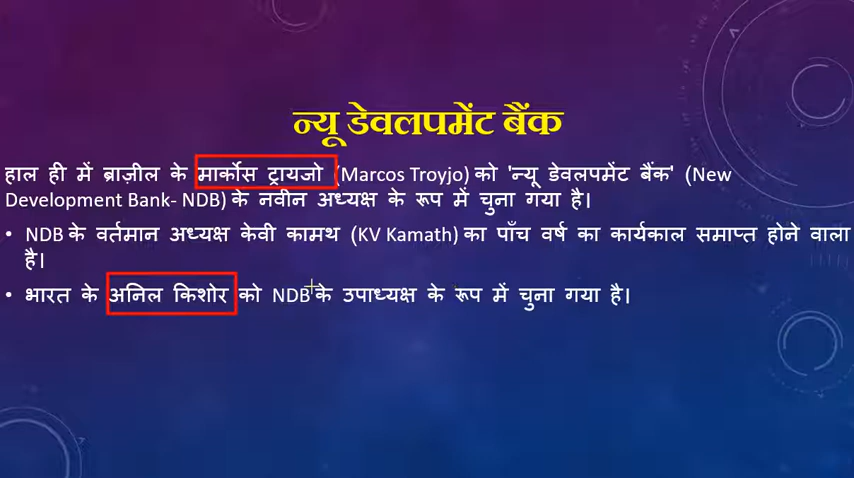 न्यू डेवलपमेंट बैंक
हाल ही में ब्राज़ील के मार्कोस ट्रायजो (Marcos Troyjo) को 'न्यू डेवलपमेंट बैंक' (New
Development Bank- NDB) के नवीन अध्यक्ष के रूप में चुना गया है।
• NDB के वर्तमान अध्यक्ष केवी कामथ (KV Kamath) का पाँच वर्ष का कार्यकाल समाप्त होने वाला
है।
• भारत के अनिल किशोर को NDB के उपाध्यक्ष के रूप में चुना गया है।